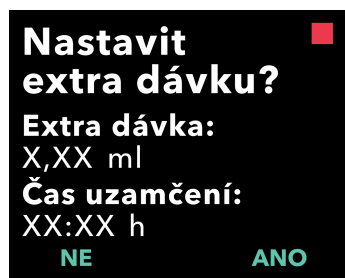 Nastavit
extra dávku?
Extra dávka:
X,XX ml
Čas uzamčení:
XX:XX h
NE ANO